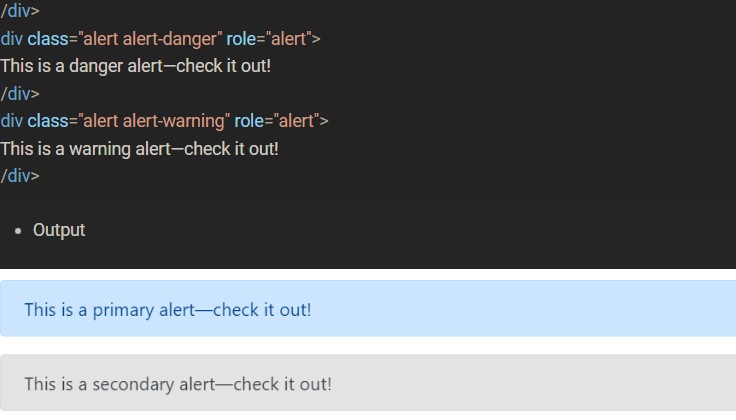 /div>
div class="alert alert-danger" role="alert">
This is a danger alert—check it out!
/div>
div class="alert alert-warning" role="alert">
This is a warning alert—check it out!
/div>
• Output
This is a primary alert—check it out!
This is a secondary alert—check it out!